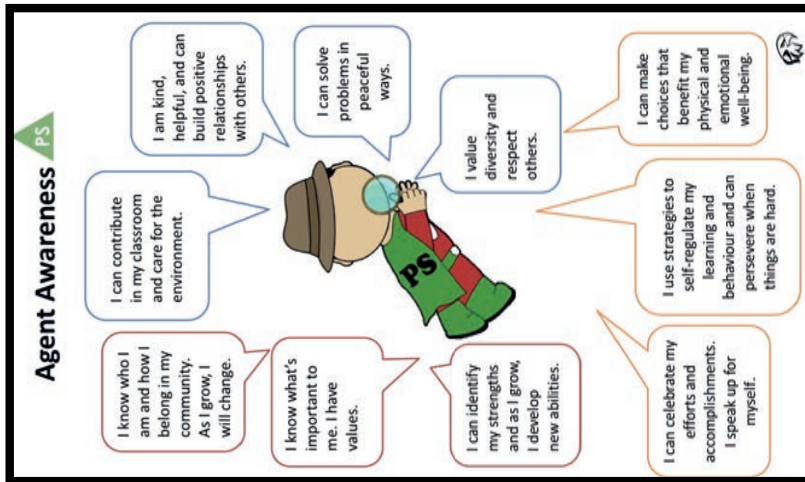 Agent Awareness
PS
I know who I
am and how I
belong in my
community.
As I grow, I
will change.
I can contribute
in my classroom
and care for the
environment.
I am kind,
helpful, and can
build positive
relationships
with others.
I know what's
important to
me. I have
values.
I can solve
problems in
peaceful
ways.
PS
I can identify
my strengths
and as I grow,
I develop
new abilities.
I value
diversity and
respect
others.
I can celebrate my
efforts and
accomplishments.
I speak up for
myself.
I use strategies to
self-regulate my
learning and
behaviour and can
persevere when
things are hard.
I can make
choices that
benefit my
physical and
emotional
well-being.